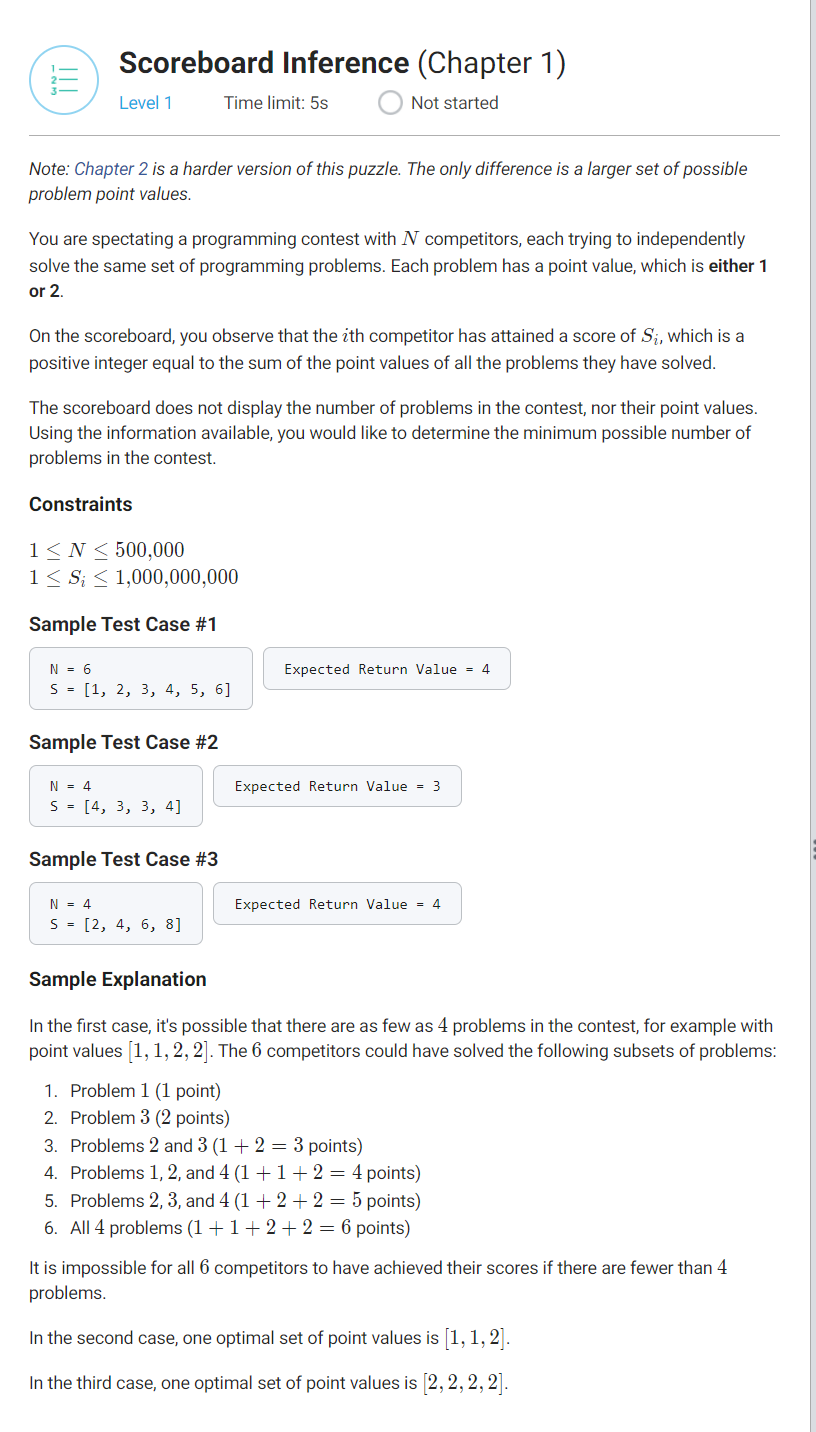 1
2
3
Scoreboard Inference (Chapter 1)
Level 1 Time limit: 5s Not started
Note: Chapter 2 is a harder version of this puzzle. The only difference is a larger set of possible
problem point values.
You are spectating a programming contest with N competitors, each trying to independently
solve the same set of programming problems. Each problem has a point value, which is either 1
or 2.
On the scoreboard, you observe that the ith competitor has attained a score of Sᵢ, which is a
positive integer equal to the sum of the point values of all the problems they have solved.
The scoreboard does not display the number of problems in the contest, nor their point values.
Using the information available, you would like to determine the minimum possible number of
problems in the contest.
Constraints
1 ≤ N ≤ 500,000
1 ≤ Sᵢ ≤ 1,000,000,000
Sample Test Case #1
N = 6
S = [1, 2, 3, 4, 5, 6]
Expected Return Value = 4
Sample Test Case #2
N = 4
S = [4, 3, 3, 4]
Expected Return Value = 3
Sample Test Case #3
N = 4
S = [2, 4, 6, 8]
Expected Return Value = 4
Sample Explanation
In the first case, it's possible that there are as few as 4 problems in the contest, for example with
point values [1, 1, 2, 2]. The 6 competitors could have solved the following subsets of problems:
1. Problem 1 (1 point)
2. Problem 3 (2 points)
3. Problems 2 and 3 (1 + 2 = 3 points)
4. Problems 1, 2, and 4 (1 + 1 + 2 = 4 points)
5. Problems 2, 3, and 4 (1 + 2 + 2 = 5 points)
6. All 4 problems (1 + 1 + 2 + 2 = 6 points)
It is impossible for all 6 competitors to have achieved their scores if there are fewer than 4
problems.
In the second case, one optimal set of point values is [1, 1, 2].
In the third case, one optimal set of point values is [2, 2, 2, 2].